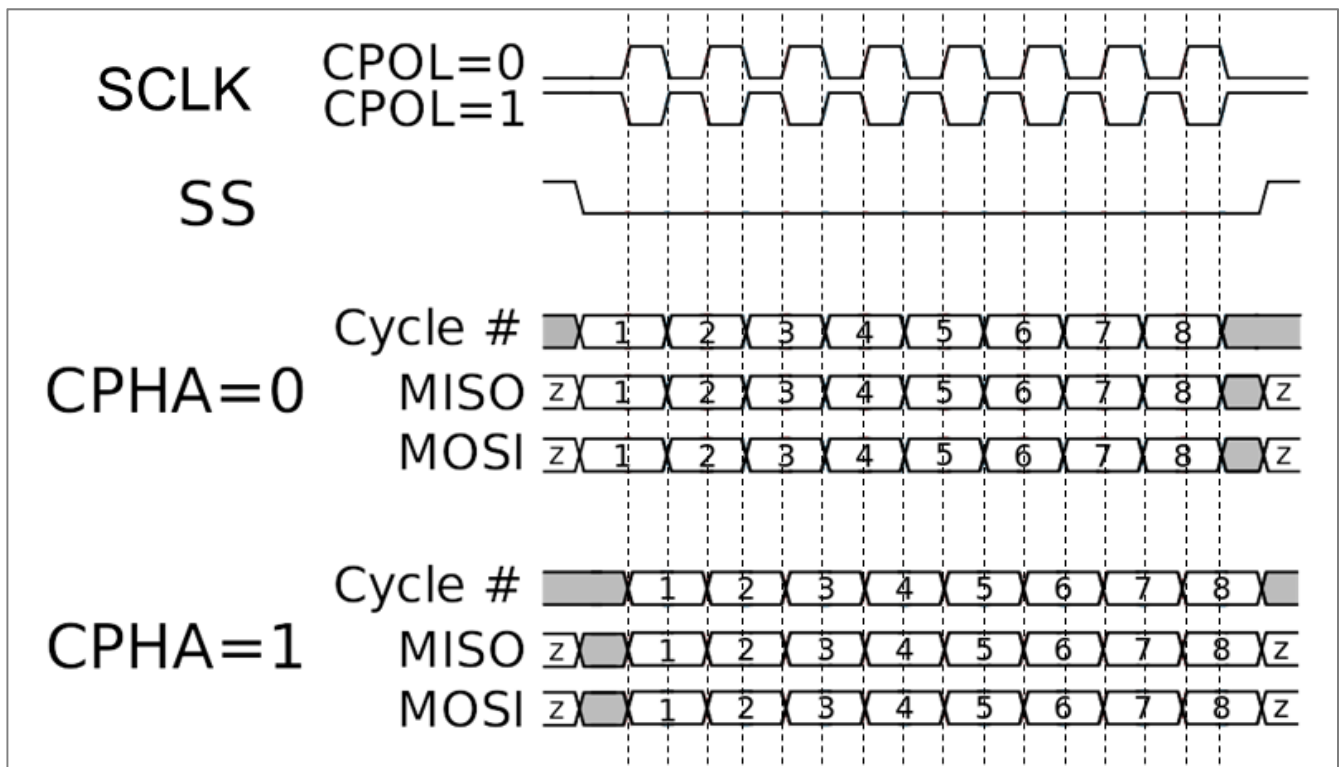 SCLK CPOL=0
CPOL=1
SS
Cycle # 1 2 3 4 5 6 7 8
CPHA=0 MISO z 1 2 3 4 5 6 7 8 z
MOSI z 1 2 3 4 5 6 7 8 z
Cycle # 1 2 3 4 5 6 7 8
CPHA=1 MISO z 1 2 3 4 5 6 7 8 z
MOSI z 1 2 3 4 5 6 7 8 z